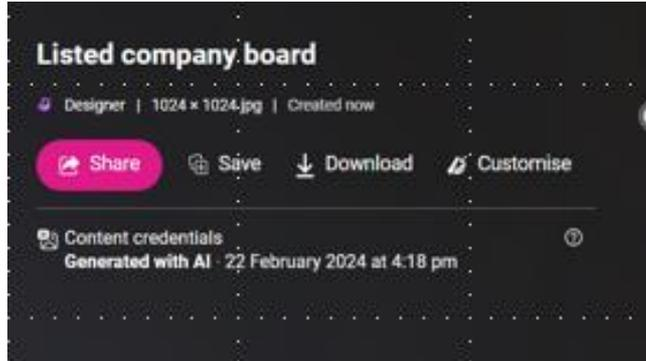 Listed company board
Designer | 1024 × 1024.jpg | Created now
Share Save Download Customise
Content credentials
Generated with AI · 22 February 2024 at 4:18 pm